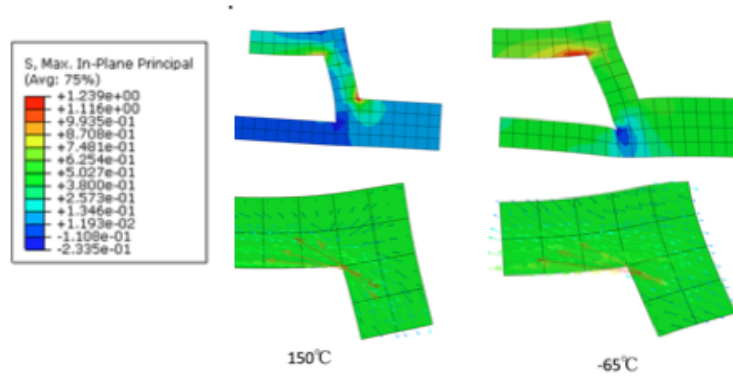 S, Max. In-Plane Principal
(Avg: 75%)
+1.239e+00
+1.116e+00
+9.935e-01
+8.708e-01
+7.481e-01
+6.254e-01
+5.027e-01
+3.800e-01
+2.573e-01
+1.346e-01
+1.193e-02
-1.108e-01
-2.335e-01
150℃
-65℃